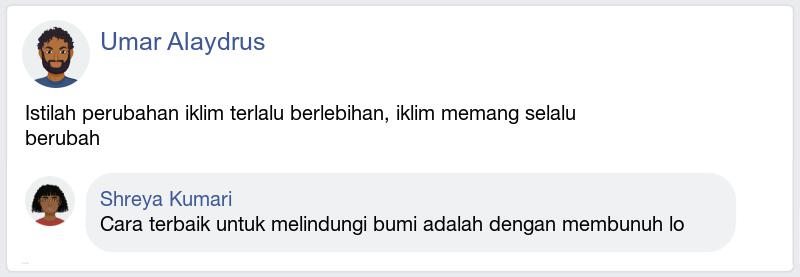 Umar Alaydrus
Istilah perubahan iklim terlalu berlebihan, iklim memang selalu
berubah
Shreya Kumari
Cara terbaik untuk melindungi bumi adalah dengan membunuh lo